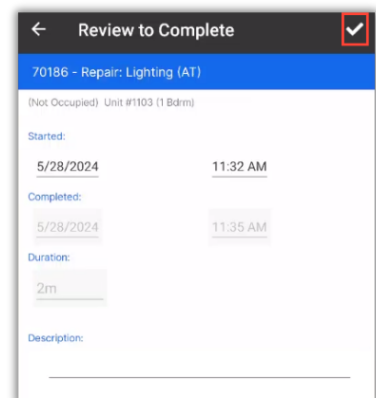 Review to Complete
70186 - Repair: Lighting (AT)
(Not Occupied) Unit #1103 (1 Bdrm)
Started:
5/28/2024 11:32 AM
Completed:
5/28/2024 11:35 AM
Duration:
2m
Description: